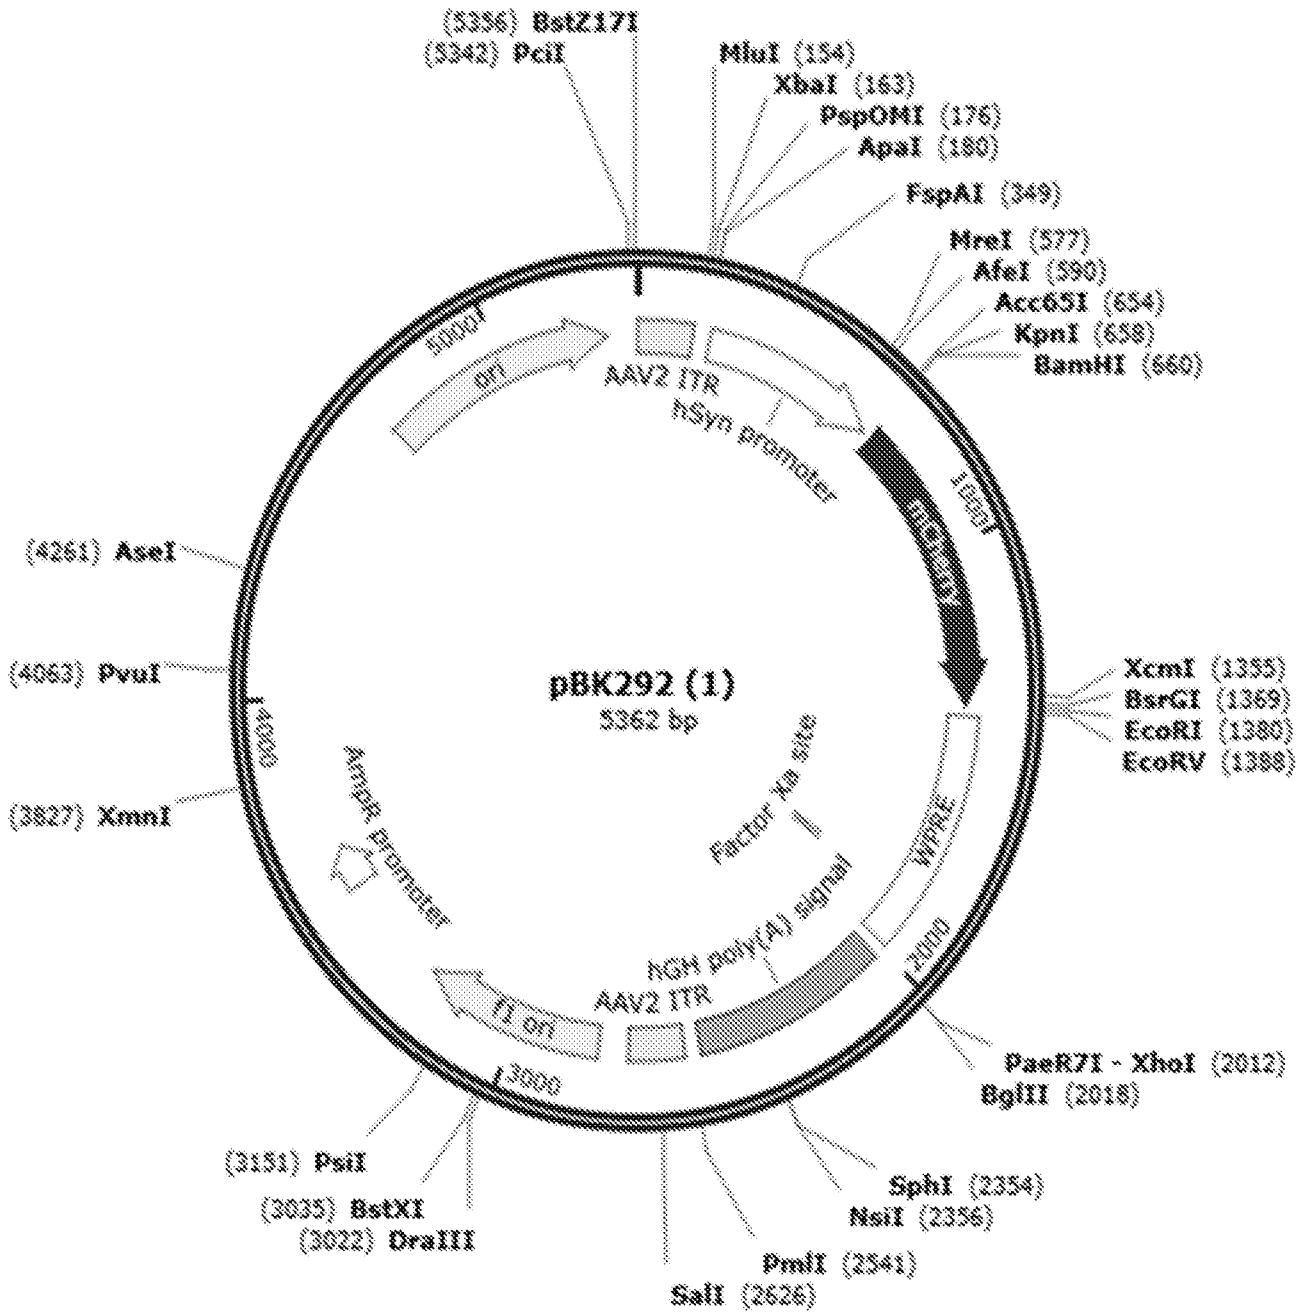 (5356) BstZ17I
(5342) PciI
MluI (154)
XbaI (163)
PspOMI (176)
ApaI (180)
FspAI (349)
MreI (577)
AfeI (590)
Acc65I (654)
KpnI (658)
BamHI (660)
5000
ori
AAV2 ITR
hSyn promoter
1000
mCherry
(4261) AseI
(4063) PvuI
4000
(3827) XmnI
pBK292 (1)
5362 bp
XcmI (1355)
BsrGI (1369)
EcoRI (1380)
EcoRV (1388)
Factor Xa site
WPRE
AmpR promoter
hGH poly(A) signal
2000
AAV2 ITR
f1 ori
3000
PaeR7I - XhoI (2012)
BglII (2018)
(3151) PsiI
(3035) BstXI
(3022) DraIII
SphI (2354)
NsiI (2356)
PmlI (2541)
SalI (2626)